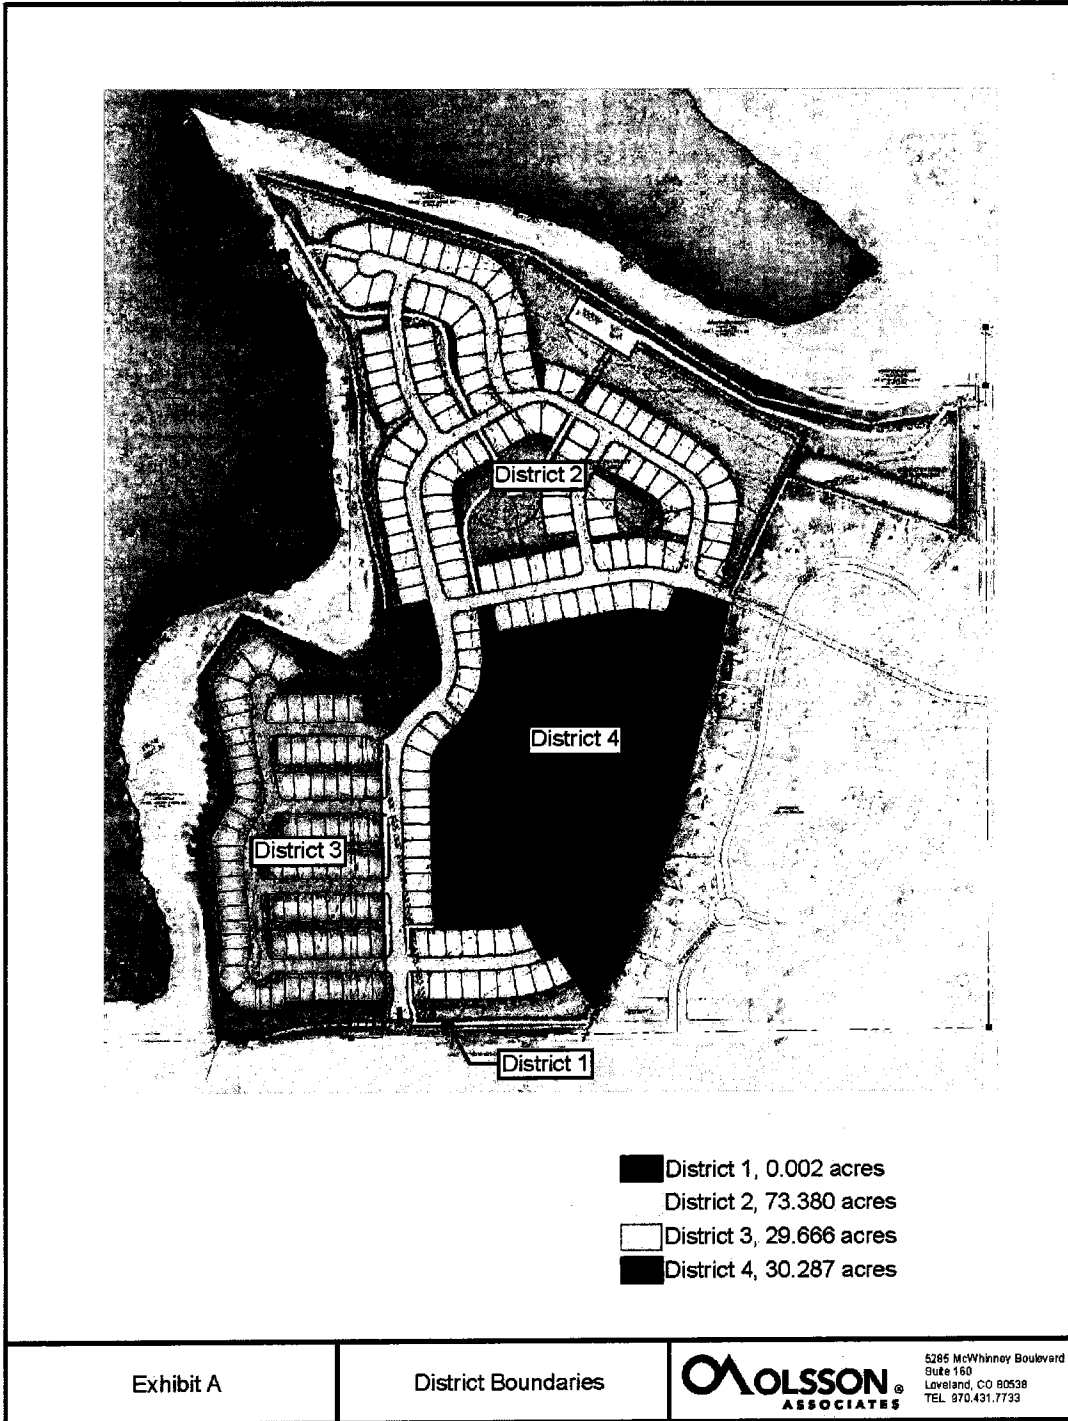 District 2
District 4
District 3
District 1
District 1, 0.002 acres
District 2, 73.380 acres
District 3, 29.666 acres
District 4, 30.287 acres
Exhibit A
District Boundaries
OLSSON ®
ASSOCIATES
5285 McWhinney Boulevard
Suite 160
Loveland, CO 80538
TEL 970.431.7733